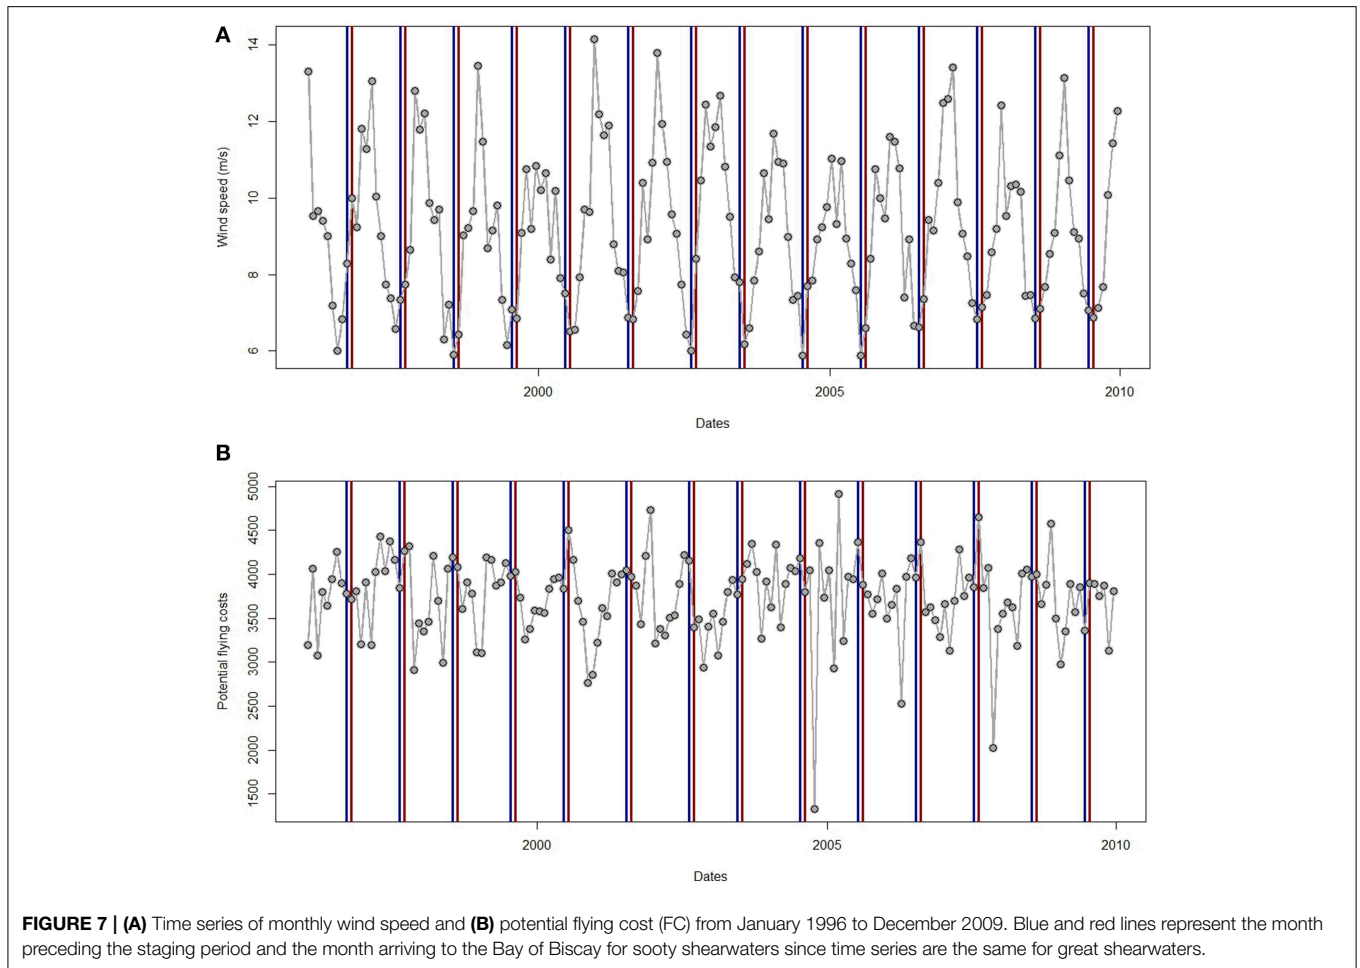 A
Wind speed (m/s)
14
12
10
8
6
2000 2005 2010
Dates
B
Potential flying costs
5000
4500
4000
3500
3000
2500
2000
1500
2000 2005 2010
Dates
FIGURE 7 | (A) Time series of monthly wind speed and (B) potential flying cost (FC) from January 1996 to December 2009. Blue and red lines represent the month
preceding the staging period and the month arriving to the Bay of Biscay for sooty shearwaters since time series are the same for great shearwaters.